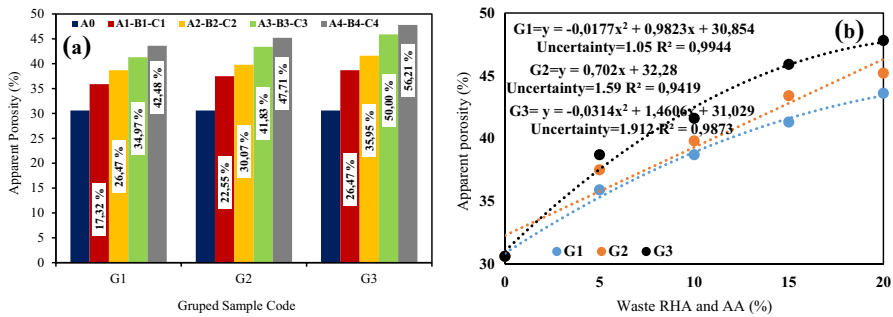 A0 A1-B1-C1 A2-B2-C2 A3-B3-C3 A4-B4-C4
(a)
Apparent Porosity (%)
50
45
40
35
30
25
20
15
10
5
0
17,32 %
26,47 %
34,97 %
42,48 %
22,55 %
30,07 %
41,83 %
47,71 %
26,47 %
35,95 %
50,00 %
56,21 %
G1 G2 G3
Gruped Sample Code
(b)
Apparent porosity (%)
50
45
40
35
30
G1=y = -0,0177x² + 0,9823x + 30,854
Uncertainty=1.05 R² = 0,9944
G2=y = 0,702x + 32,28
Uncertainty=1.59 R² = 0,9419
G3= y = -0,0314x² + 1,4606x + 31,029
Uncertainty=1.912 R² = 0,9873
G1 G2 G3
0 5 10 15 20
Waste RHA and AA (%)